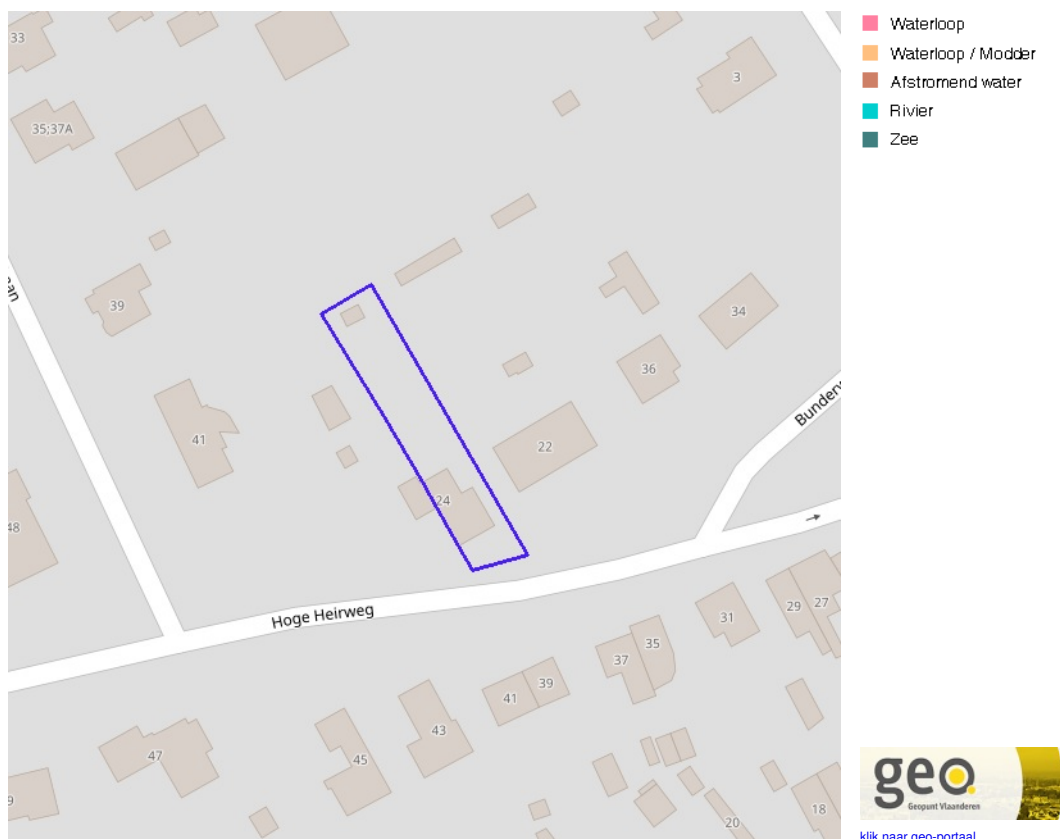 33
3
35;37A
39
34
36
41
22
24
48
Hoge Heirweg
31
29
27
35
37
39
41
43
47
45
9
20
18
Waterloop
Waterloop / Modder
Afstromend water
Rivier
Zee
geo
Geopunt Vlaanderen
klik naar geo-portaal